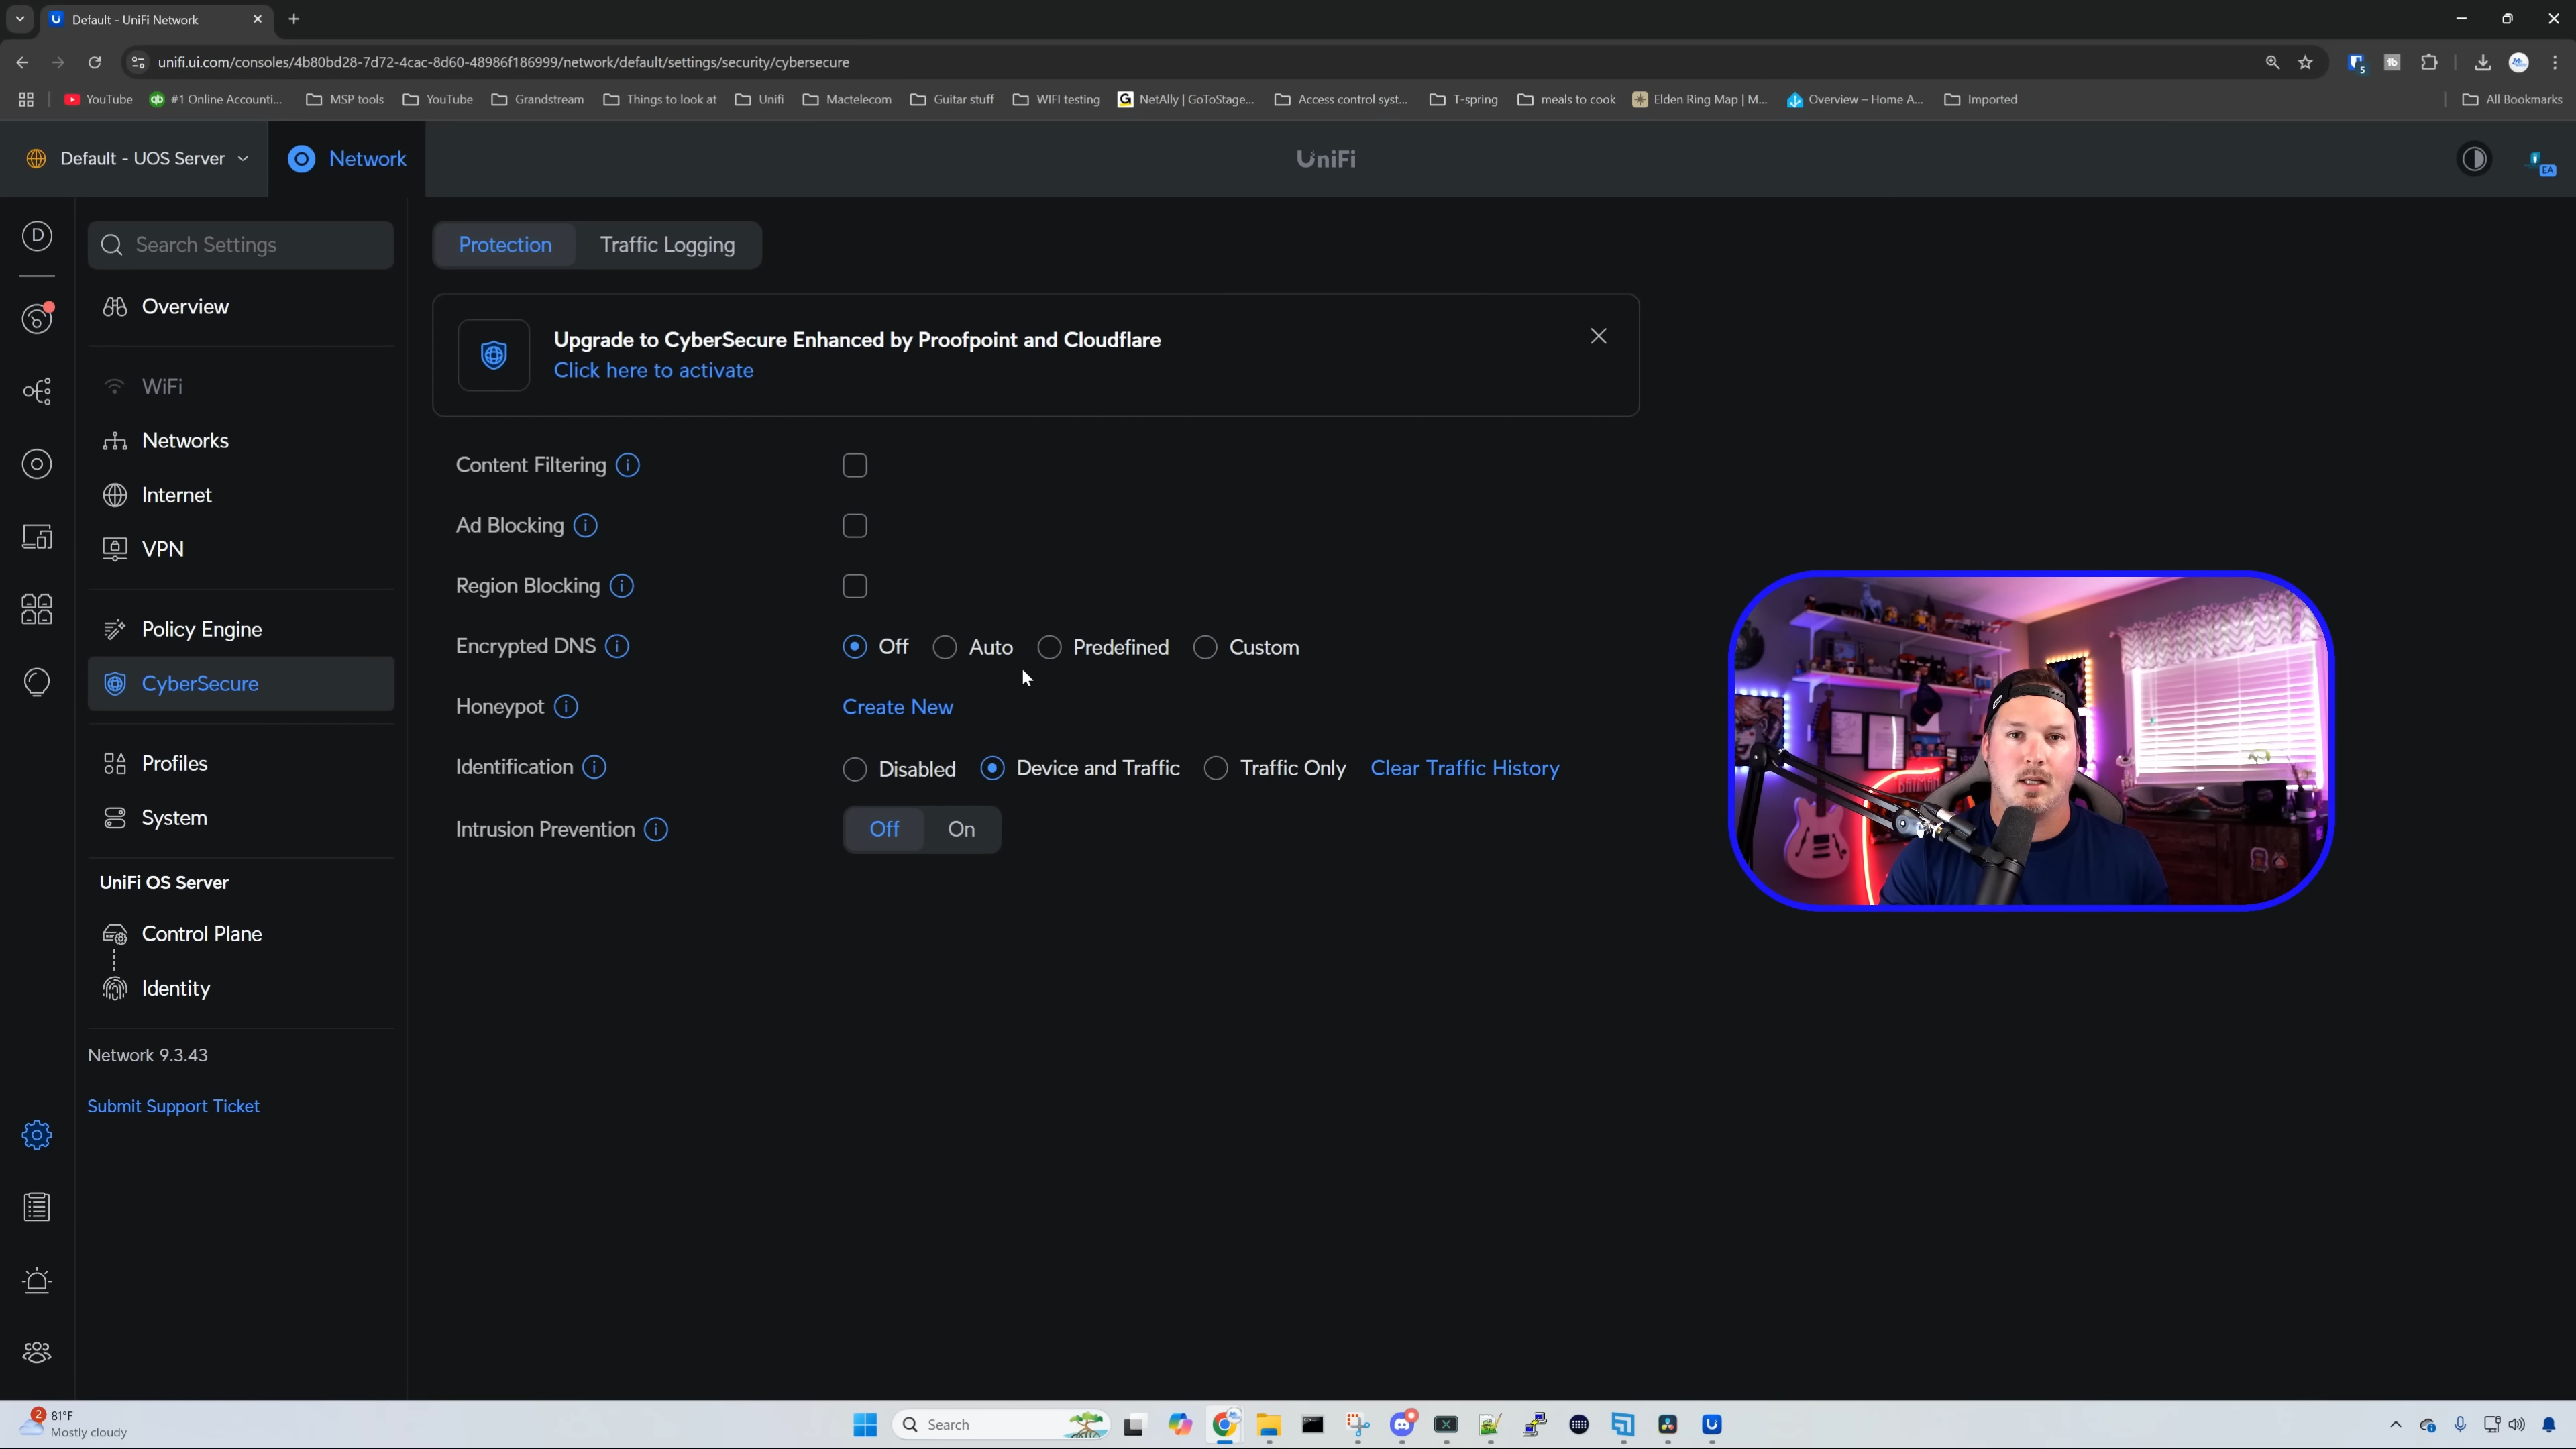 Default - UniFi Network
unifi.ui.com/consoles/4b80bd28-7d72-4cac-8d60-48986f186999/network/default/settings/security/cybersecure
YouTube
#1 Online Accounti...
MSP tools
YouTube
Grandstream
Things to look at
Unifi
Mactelecom
Guitar stuff
WIFI testing
NetAlly | GoToStage...
Access control syst...
T-spring
meals to cook
Elden Ring Map | M...
Overview – Home A...
Imported
All Bookmarks
Default - UOS Server
Network
UniFi
EA
D
Search Settings
Overview
WiFi
Networks
Internet
VPN
Policy Engine
CyberSecure
Profiles
System
UniFi OS Server
Control Plane
Identity
Network 9.3.43
Submit Support Ticket
Protection
Traffic Logging
Upgrade to CyberSecure Enhanced by Proofpoint and Cloudflare
Click here to activate
Content Filtering
Ad Blocking
Region Blocking
Encrypted DNS
Off
Auto
Predefined
Custom
Honeypot
Create New
Identification
Disabled
Device and Traffic
Traffic Only
Clear Traffic History
Intrusion Prevention
Off
On
2
81°F
Mostly cloudy
Search